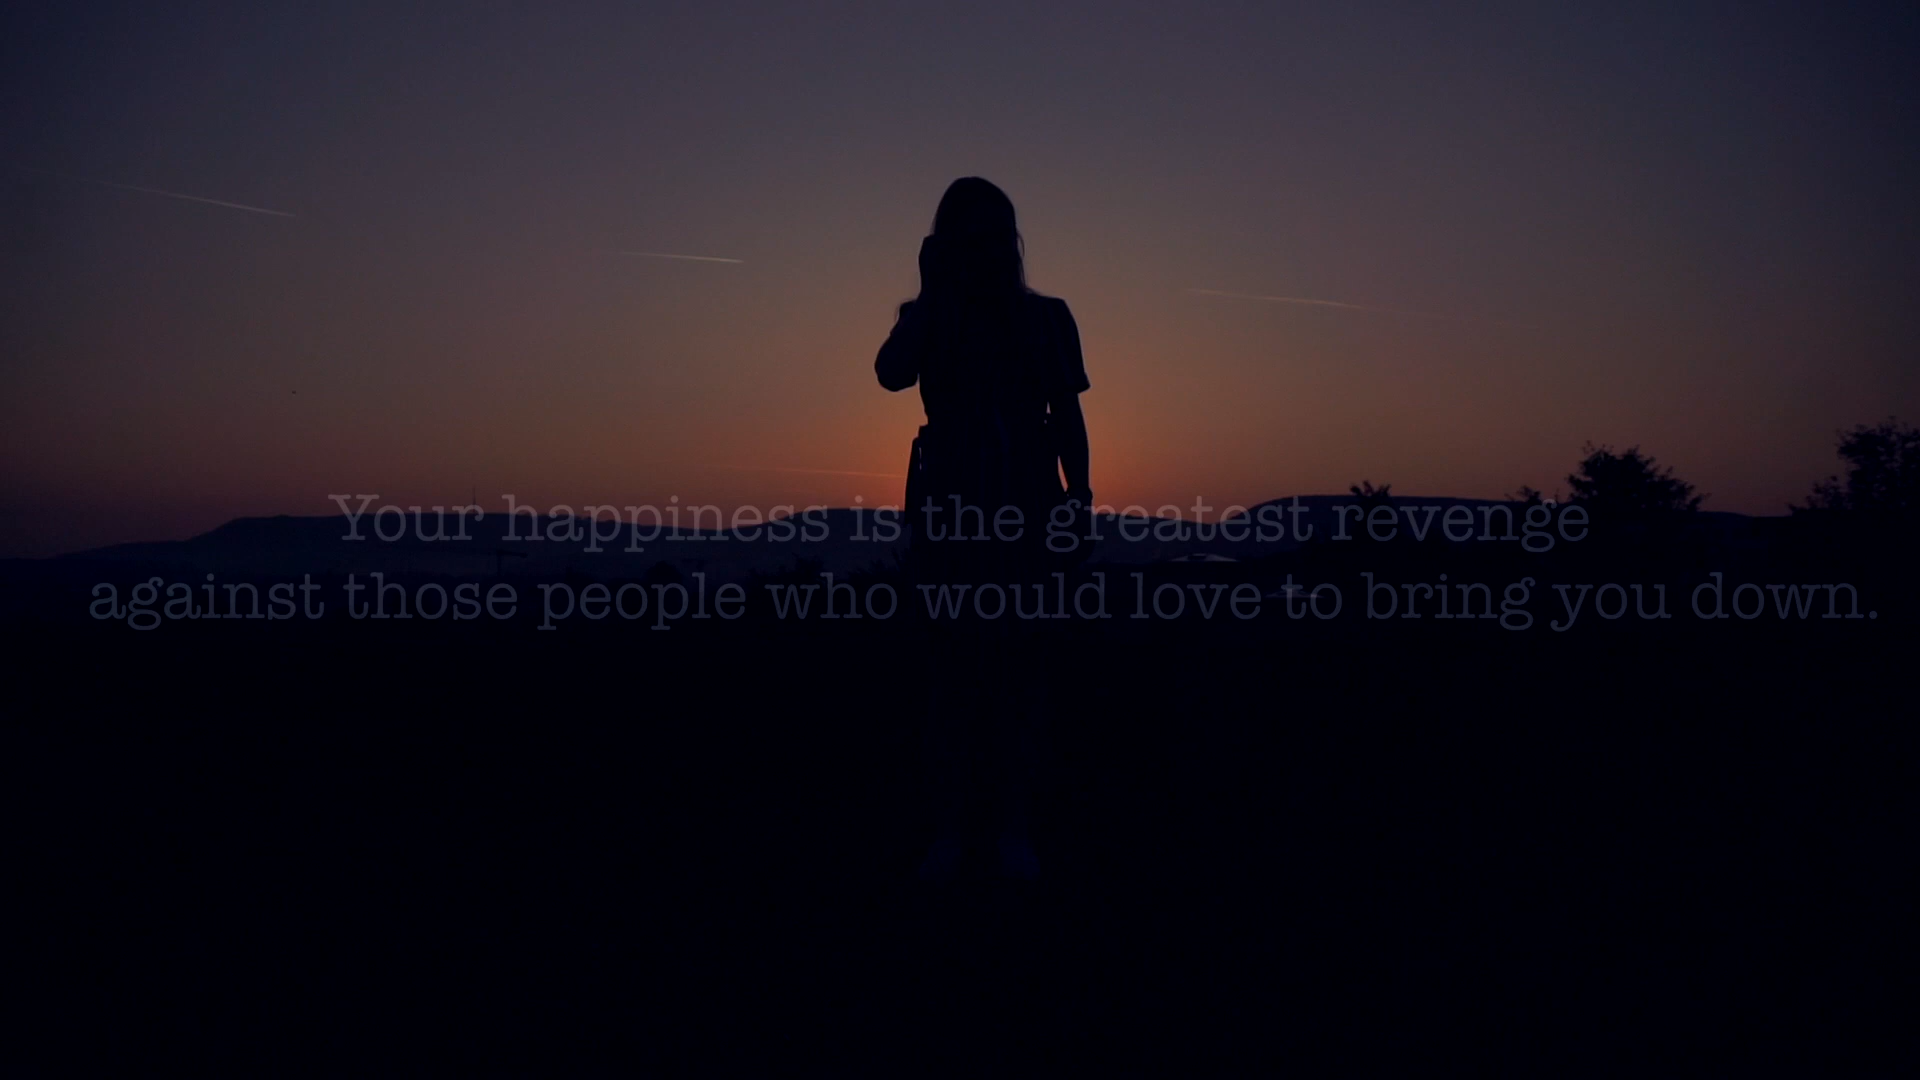 Your happiness is the greatest revenge
against those people who would love to bring you down.